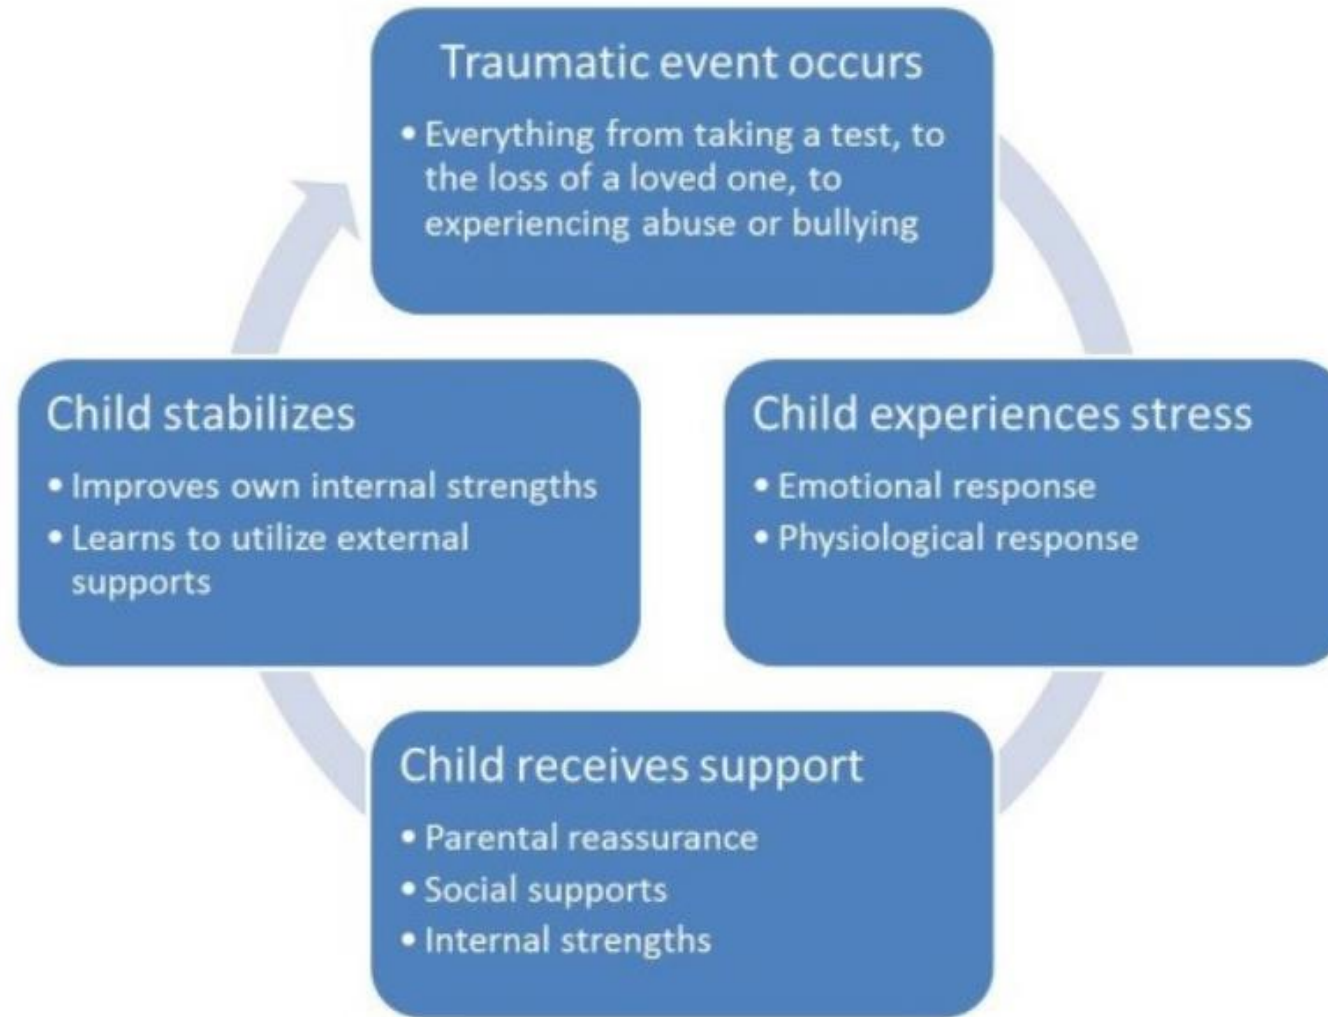 Traumatic event occurs
• Everything from taking a test, to
the loss of a loved one, to
experiencing abuse or bullying
Child experiences stress
• Emotional response
• Physiological response
Child receives support
• Parental reassurance
• Social supports
• Internal strengths
Child stabilizes
• Improves own internal strengths
• Learns to utilize external
supports